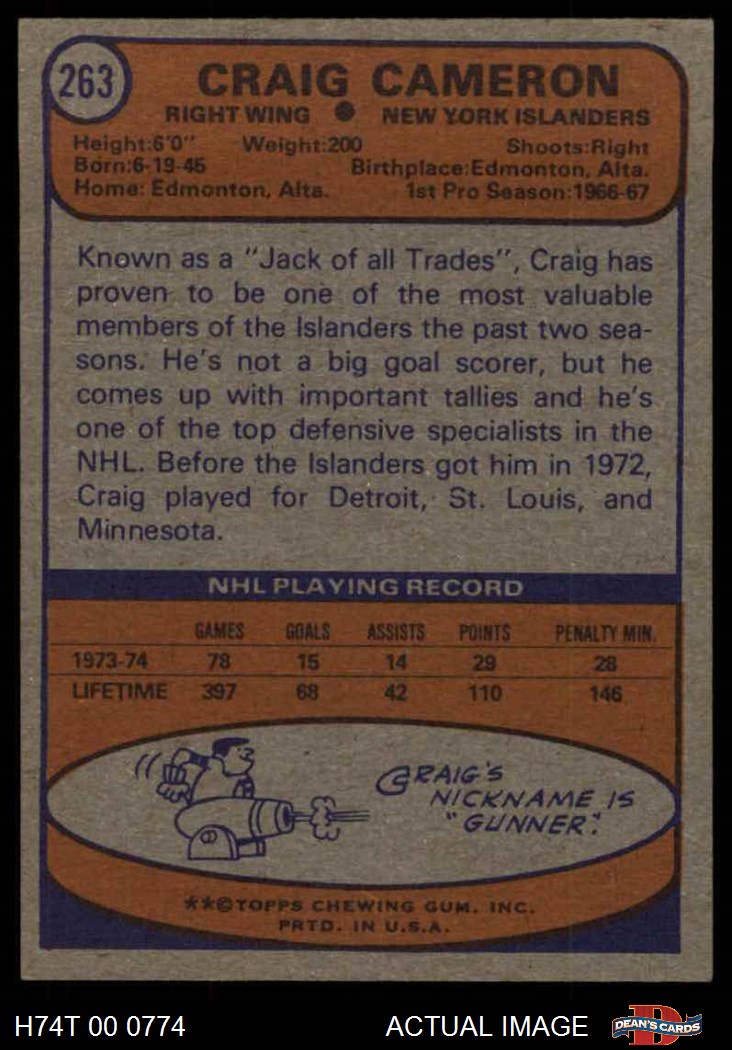 263
CRAIG CAMERON
RIGHT WING ● NEW YORK ISLANDERS
Height:6'0" Weight:200 Shoots:Right
Born:6-19-45 Birthplace:Edmonton, Alta.
Home: Edmonton, Alta. 1st Pro Season:1966-67
Known as a "Jack of all Trades", Craig has
proven to be one of the most valuable
members of the Islanders the past two sea-
sons. He's not a big goal scorer, but he
comes up with important tallies and he's
one of the top defensive specialists in the
NHL. Before the Islanders got him in 1972,
Craig played for Detroit, St. Louis, and
Minnesota.
NHL PLAYING RECORD
GAMES GOALS ASSISTS POINTS PENALTY MIN.
1973-74 78 15 14 29 28
LIFETIME 397 68 42 110 146
CRAIG'S
NICKNAME IS
"GUNNER".
**©TOPPS CHEWING GUM, INC.
PRTD. IN U.S.A.
H74T 00 0774 ACTUAL IMAGE DEAN'S CARDS